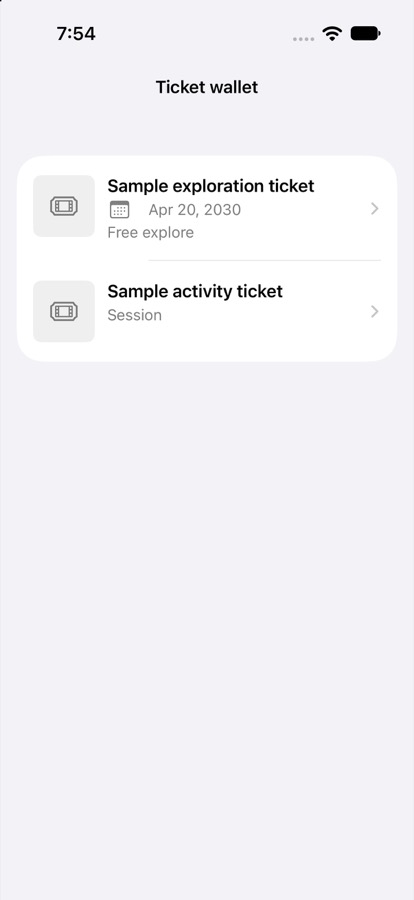 7:54
Ticket wallet
Sample exploration ticket
Apr 20, 2030
Free explore
Sample activity ticket
Session